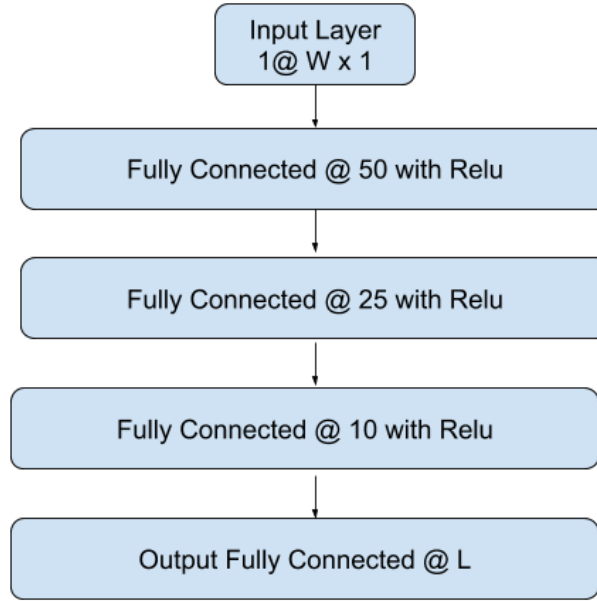 Input Layer
1@ W x 1
Fully Connected @ 50 with Relu
Fully Connected @ 25 with Relu
Fully Connected @ 10 with Relu
Output Fully Connected @ L